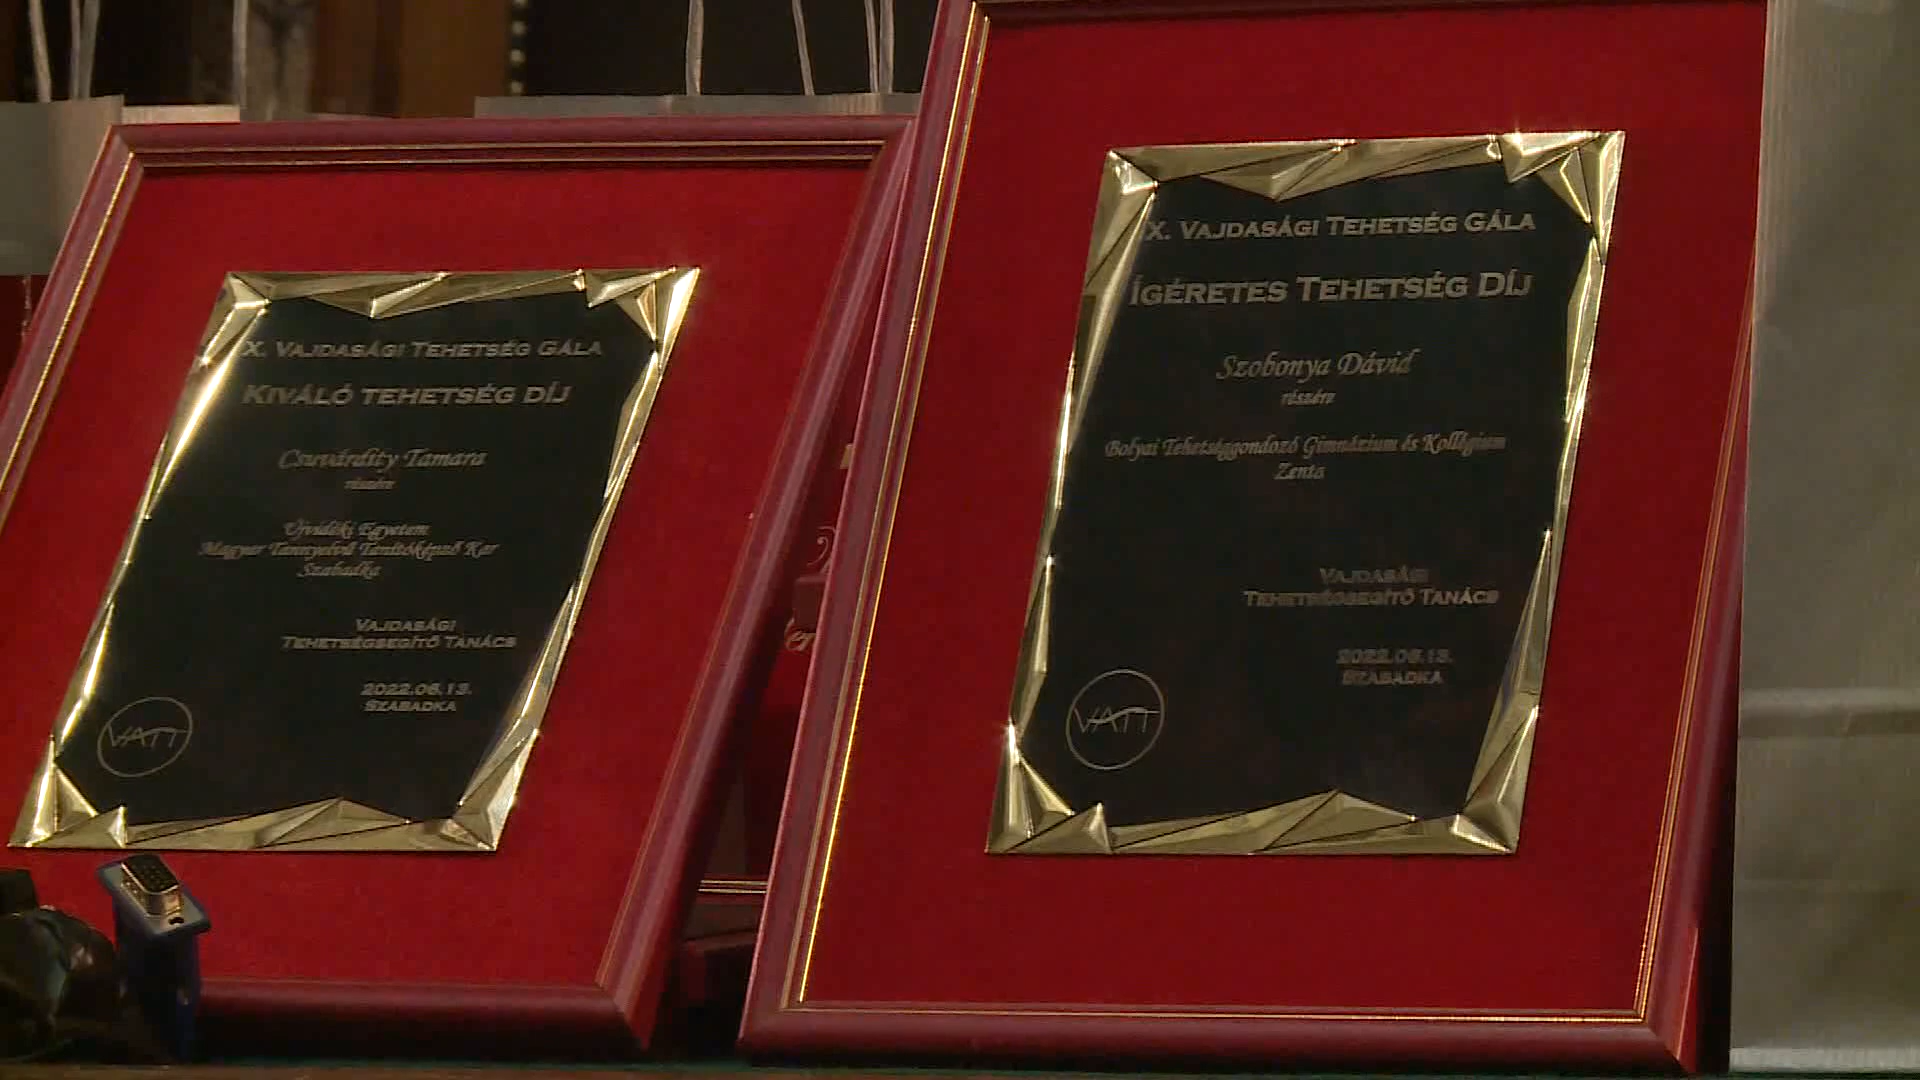 X. VAJDASÁGI TEHETSÉG GÁLA
KIVÁLÓ TEHETSÉG DÍJ
Csuvárdity Tamara
részére
Újvidéki Egyetem
Magyar Tannyelvű Tanítóképző Kar
Szabadka
VAJDASÁGI
TEHETSÉGSEGÍTŐ TANÁCS
2022.06.13.
SZABADKA
VATT
X. VAJDASÁGI TEHETSÉG GÁLA
ÍGÉRETES TEHETSÉG DÍJ
Szobonya Dávid
részére
Bolyai Tehetséggondozó Gimnázium és Kollégium
Zenta
VAJDASÁGI
TEHETSÉGSEGÍTŐ TANÁCS
2022.06.13.
SZABADKA
VATT